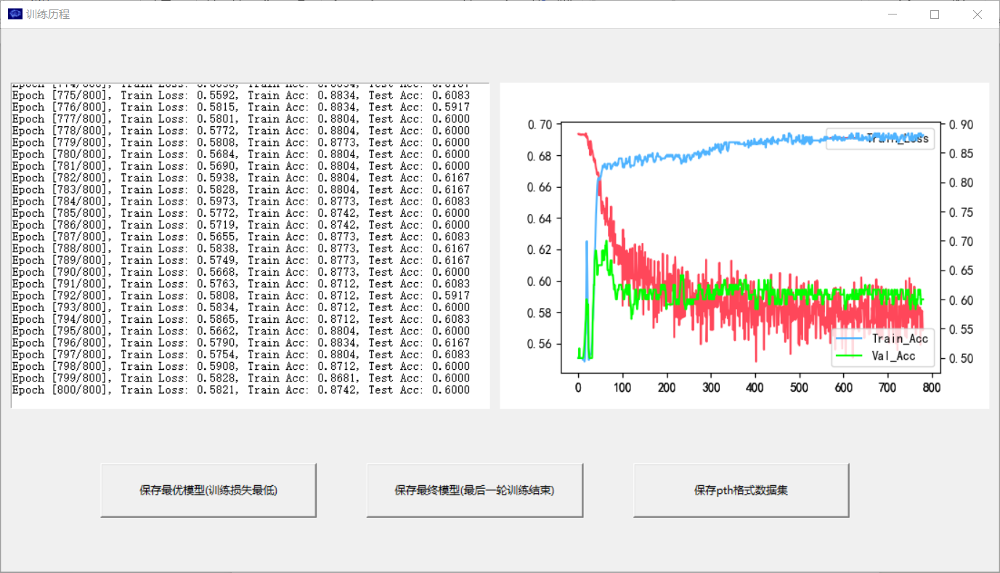 训练历程
Epoch [775/800], Train Loss: 0.5592, Train Acc: 0.8834, Test Acc: 0.6083
Epoch [776/800], Train Loss: 0.5815, Train Acc: 0.8834, Test Acc: 0.5917
Epoch [777/800], Train Loss: 0.5801, Train Acc: 0.8804, Test Acc: 0.6000
Epoch [778/800], Train Loss: 0.5772, Train Acc: 0.8804, Test Acc: 0.6000
Epoch [779/800], Train Loss: 0.5808, Train Acc: 0.8773, Test Acc: 0.6000
Epoch [780/800], Train Loss: 0.5684, Train Acc: 0.8804, Test Acc: 0.6000
Epoch [781/800], Train Loss: 0.5690, Train Acc: 0.8804, Test Acc: 0.6000
Epoch [782/800], Train Loss: 0.5938, Train Acc: 0.8804, Test Acc: 0.6167
Epoch [783/800], Train Loss: 0.5828, Train Acc: 0.8804, Test Acc: 0.6167
Epoch [784/800], Train Loss: 0.5973, Train Acc: 0.8773, Test Acc: 0.6083
Epoch [785/800], Train Loss: 0.5772, Train Acc: 0.8742, Test Acc: 0.6000
Epoch [786/800], Train Loss: 0.5719, Train Acc: 0.8742, Test Acc: 0.6000
Epoch [787/800], Train Loss: 0.5655, Train Acc: 0.8773, Test Acc: 0.6083
Epoch [788/800], Train Loss: 0.5838, Train Acc: 0.8773, Test Acc: 0.6167
Epoch [789/800], Train Loss: 0.5749, Train Acc: 0.8773, Test Acc: 0.6167
Epoch [790/800], Train Loss: 0.5668, Train Acc: 0.8773, Test Acc: 0.6000
Epoch [791/800], Train Loss: 0.5763, Train Acc: 0.8712, Test Acc: 0.6083
Epoch [792/800], Train Loss: 0.5808, Train Acc: 0.8712, Test Acc: 0.5917
Epoch [793/800], Train Loss: 0.5834, Train Acc: 0.8712, Test Acc: 0.6000
Epoch [794/800], Train Loss: 0.5865, Train Acc: 0.8712, Test Acc: 0.6083
Epoch [795/800], Train Loss: 0.5662, Train Acc: 0.8804, Test Acc: 0.6000
Epoch [796/800], Train Loss: 0.5790, Train Acc: 0.8834, Test Acc: 0.6167
Epoch [797/800], Train Loss: 0.5754, Train Acc: 0.8804, Test Acc: 0.6083
Epoch [798/800], Train Loss: 0.5908, Train Acc: 0.8712, Test Acc: 0.6000
Epoch [799/800], Train Loss: 0.5828, Train Acc: 0.8681, Test Acc: 0.6000
Epoch [800/800], Train Loss: 0.5821, Train Acc: 0.8742, Test Acc: 0.6000
0.70
0.68
0.66
0.64
0.62
0.60
0.58
0.56
Train_Loss
Train_Acc
Val_Acc
0.90
0.85
0.80
0.75
0.70
0.65
0.60
0.55
0.50
0 100 200 300 400 500 600 700 800
保存最优模型(训练损失最低)
保存最终模型(最后一轮训练结束)
保存pth格式数据集